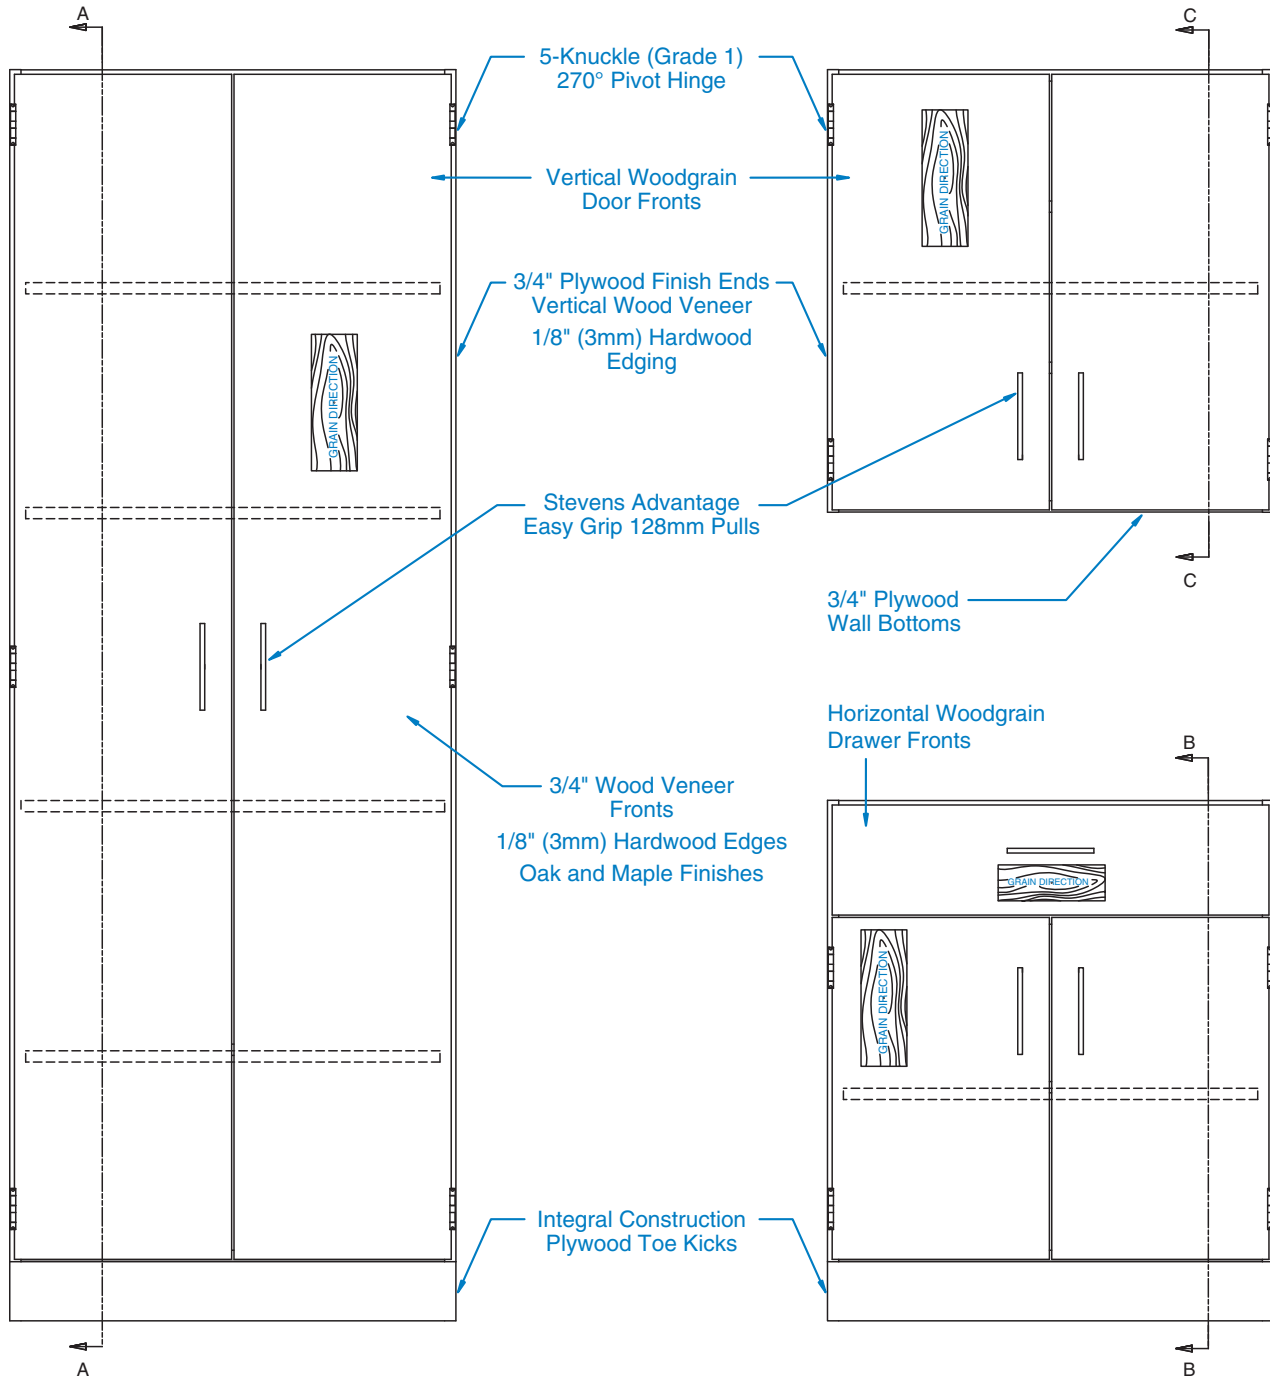 A
C
5-Knuckle (Grade 1)
270° Pivot Hinge
GRAIN DIRECTION
Vertical Woodgrain
Door Fronts
3/4" Plywood Finish Ends
Vertical Wood Veneer
1/8" (3mm) Hardwood
Edging
GRAIN DIRECTION
Stevens Advantage
Easy Grip 128mm Pulls
C
3/4" Plywood
Wall Bottoms
Horizontal Woodgrain
Drawer Fronts
B
3/4" Wood Veneer
Fronts
1/8" (3mm) Hardwood Edges
Oak and Maple Finishes
GRAIN DIRECTION
GRAIN DIRECTION
Integral Construction
Plywood Toe Kicks
A
B